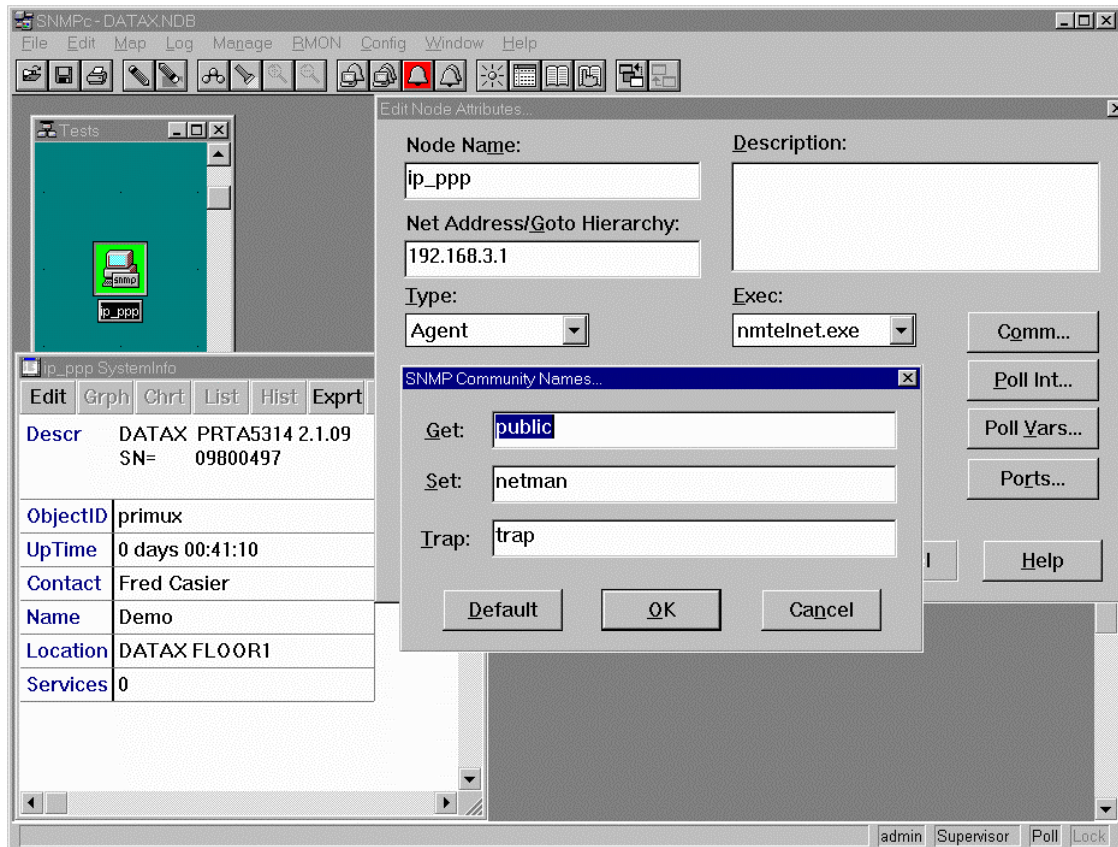 SNMPc - DATAX.NDB
File Edit Map Log Manage RMON Config Window Help
Tests
snmp
ip_ppp
Edit Node Attributes...
Node Name:
ip_ppp
Description:
Net Address/Goto Hierarchy:
192.168.3.1
Type:
Agent
Exec:
nmtelnet.exe
Comm...
Poll Int...
Poll Vars...
Ports...
l
Help
ip_ppp SystemInfo
Edit Grph Chrt List Hist Exprt
Descr DATAX PRTA5314 2.1.09
SN= 09800497
ObjectID primux
UpTime 0 days 00:41:10
Contact Fred Casier
Name Demo
Location DATAX FLOOR1
Services 0
SNMP Community Names...
Get: public
Set: netman
Trap: trap
Default OK Cancel
admin Supervisor Poll Lock